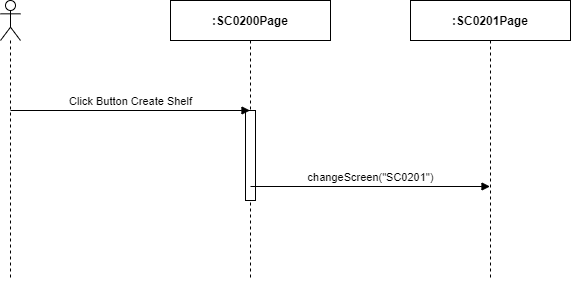 :SC0200Page
:SC0201Page
Click Button Create Shelf
changeScreen("SC0201")